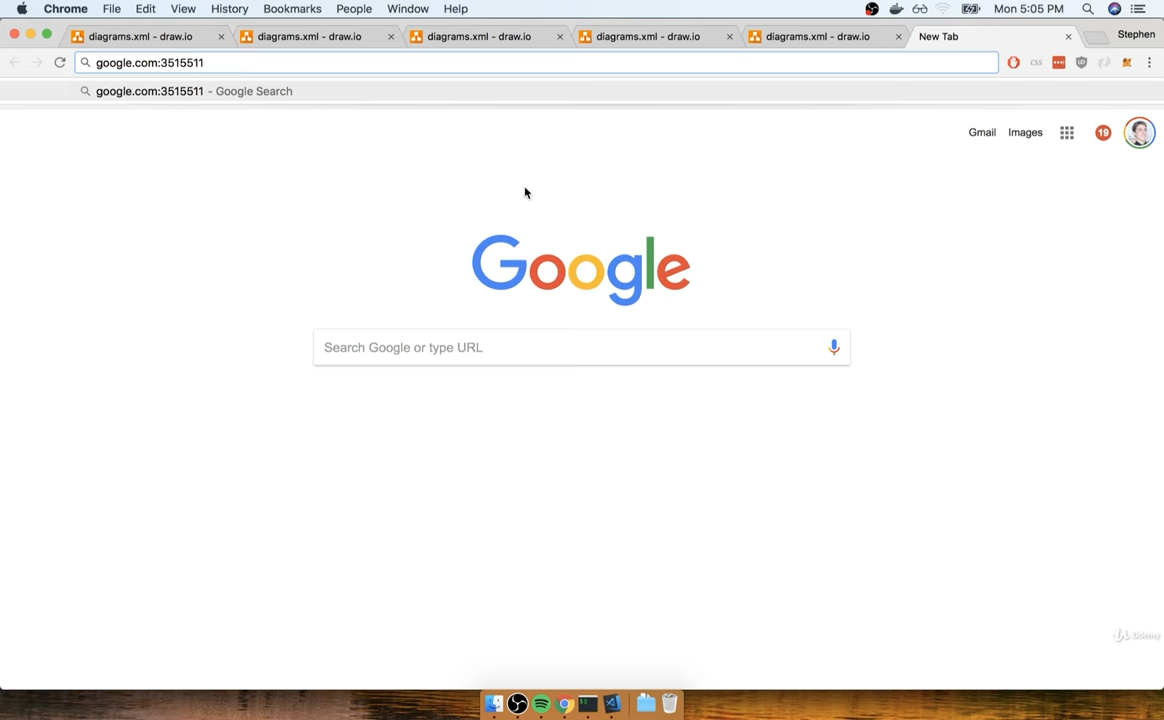 Chrome File Edit View History Bookmarks People Window Help Mon 5:05 PM
diagrams.xml - draw.io diagrams.xml - draw.io diagrams.xml - draw.io diagrams.xml - draw.io diagrams.xml - draw.io New Tab Stephen
google.com:3515511 CSS
google.com:3515511 - Google Search
Gmail Images 19
Google
Search Google or type URL
Udemy